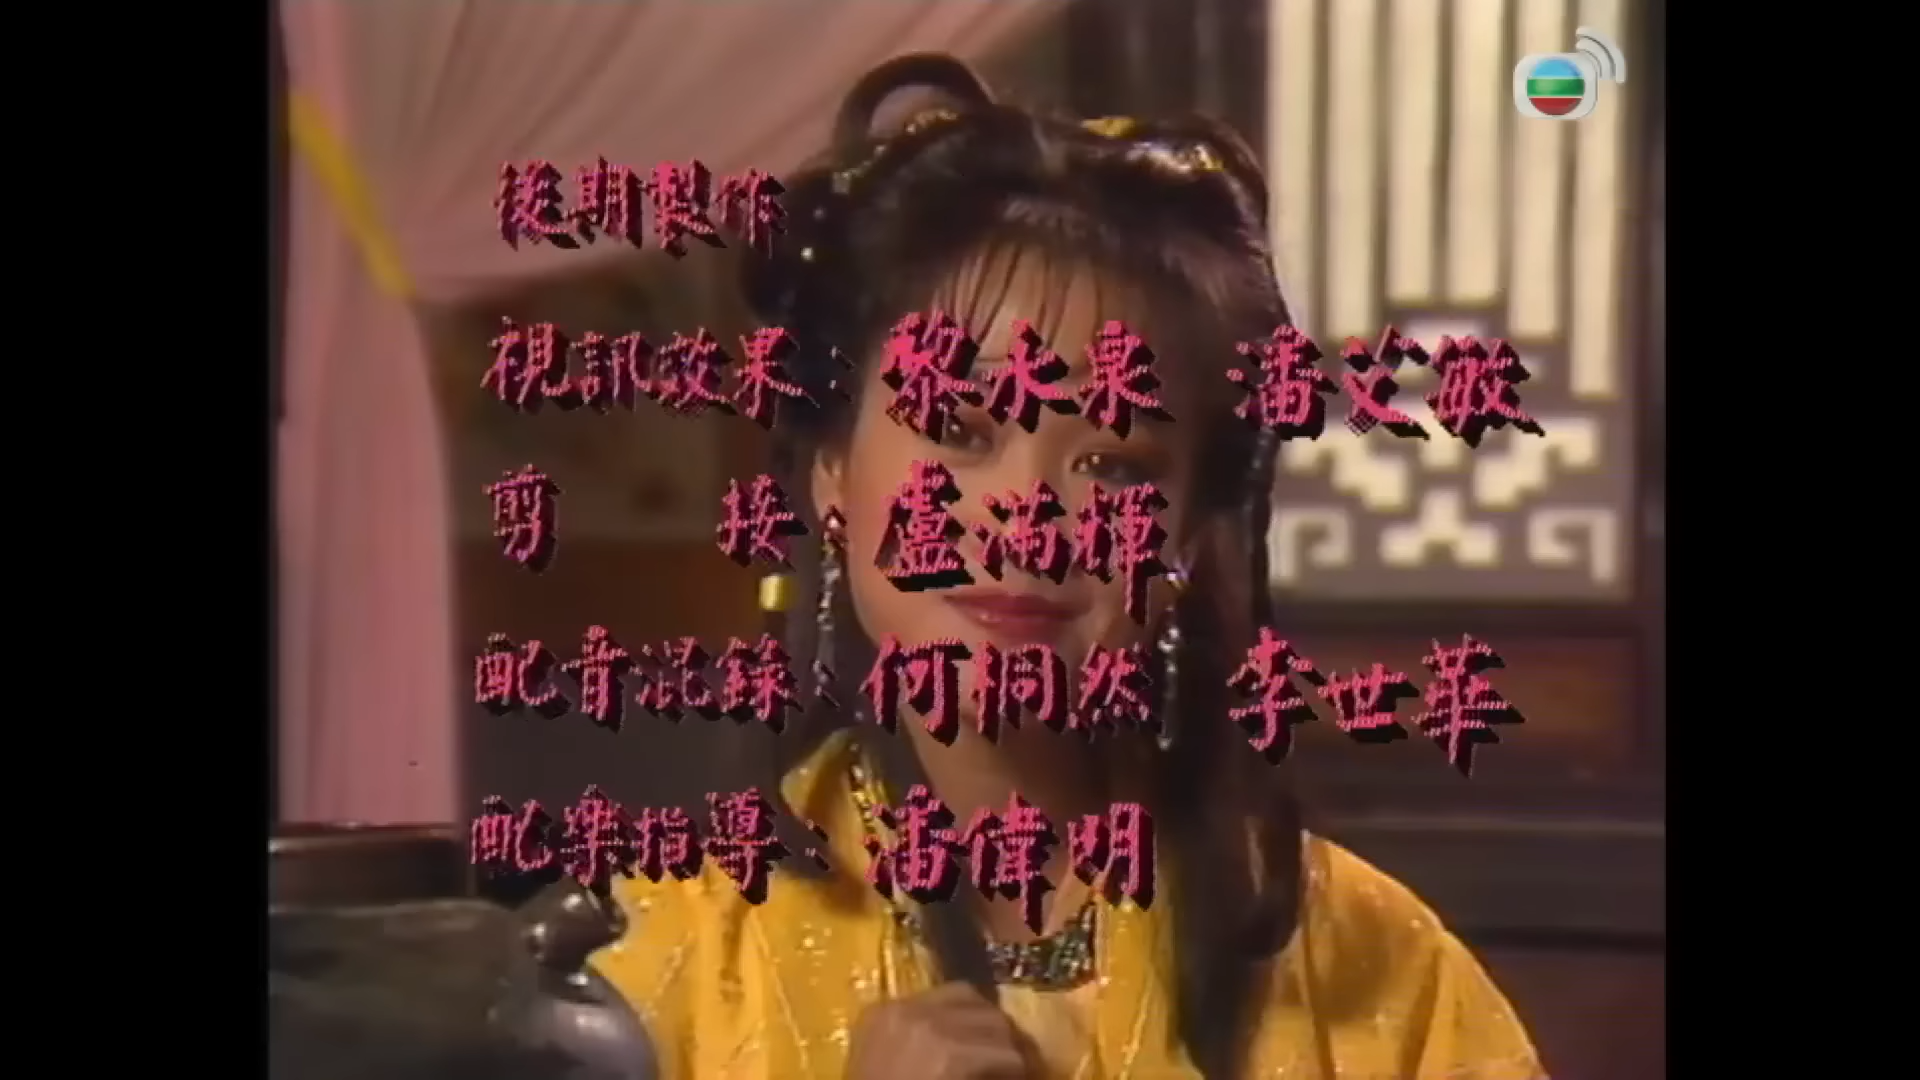 後期製作
視訊效果：黎永泉 潘文敏
剪 接 盧滿輝
配音混錄：何桐然 李世華
配樂指導：潘偉明